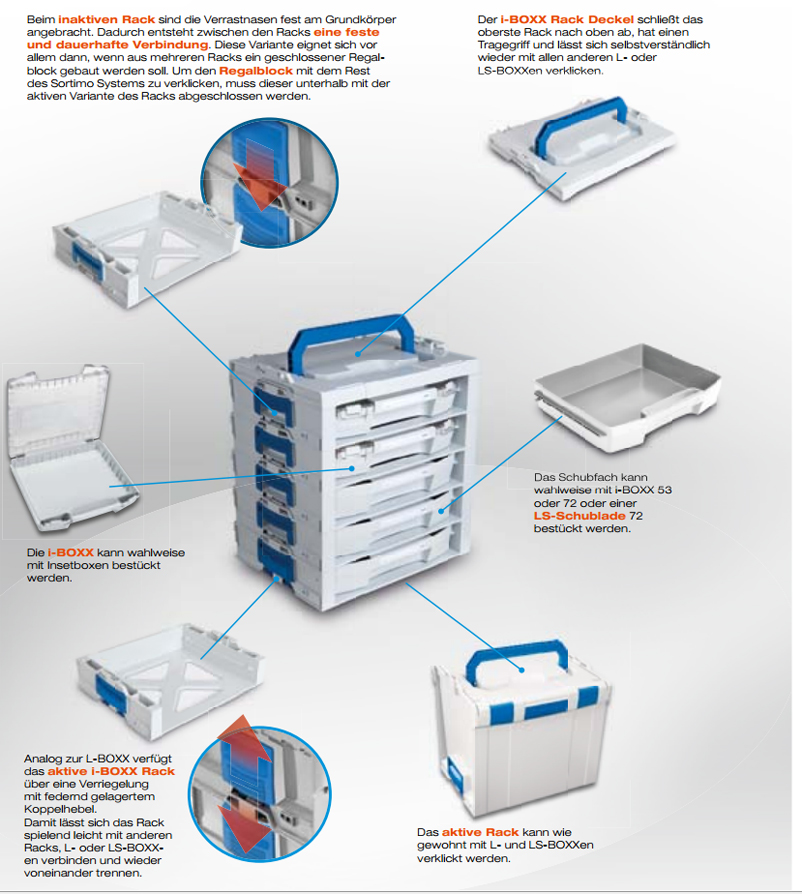 Beim inaktiven Rack sind die Verrastnasen fest am Grundkörper
angebracht. Dadurch entsteht zwischen den Racks eine feste
und dauerhafte Verbindung. Diese Variante eignet sich vor
allem dann, wenn aus mehreren Racks ein geschlossener Regal-
block gebaut werden soll. Um den Regalblock mit dem Rest
des Sortimo Systems zu verklicken, muss dieser unterhalb mit der
aktiven Variante des Racks abgeschlossen werden.
Der i-BOXX Rack Deckel schließt das
oberste Rack nach oben ab, hat einen
Tragegriff und lässt sich selbstverständlich
wieder mit allen anderen L- oder
LS-BOXXen verklicken.
Das Schubfach kann
wahlweise mit i-BOXX 53
oder 72 oder einer
LS-Schublade 72
bestückt werden.
Die i-BOXX kann wahlweise
mit Insetboxen bestückt
werden.
Analog zur L-BOXX verfügt
das aktive i-BOXX Rack
über eine Verriegelung
mit federnd gelagertem
Koppelhebel.
Damit lässt sich das Rack
spielend leicht mit anderen
Racks, L- oder LS-BOXX-
en verbinden und wieder
voneinander trennen.
Das aktive Rack kann wie
gewohnt mit L- und LS-BOXXen
verklickt werden.